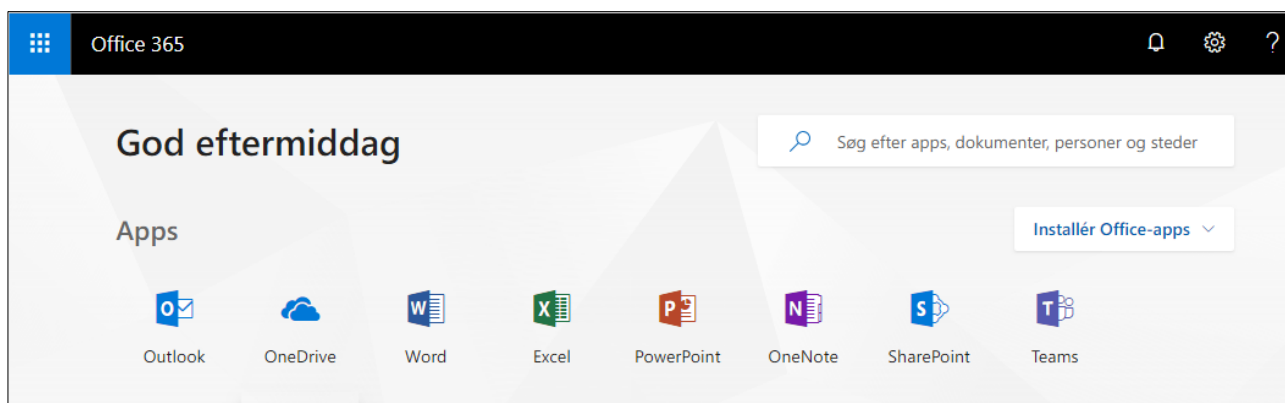 Office 365
?
God eftermiddag
Søg efter apps, dokumenter, personer og steder
Apps
Installér Office-apps
O
W
X
P
N
S
T
Outlook
OneDrive
Word
Excel
PowerPoint
OneNote
SharePoint
Teams